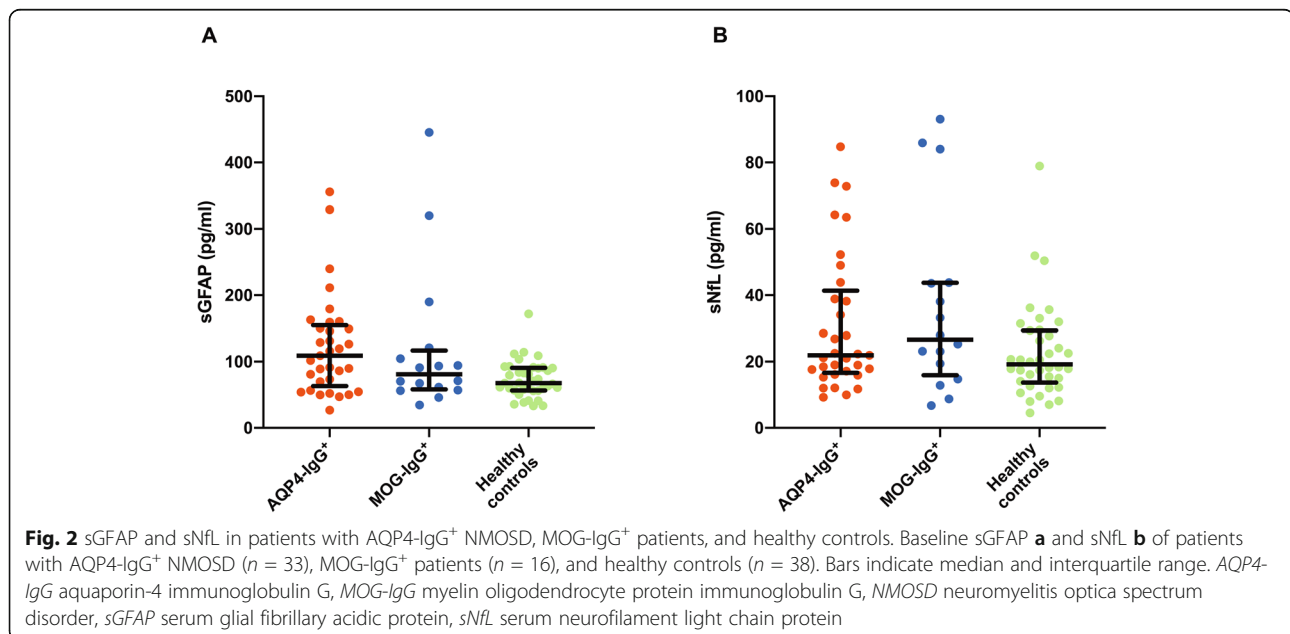 A
B
500
400
300
200
100
0
sGFAP (pg/ml)
AQP4-IgG⁺
MOG-IgG⁺
Healthy
controls
100
80
60
40
20
0
sNfL (pg/ml)
AQP4-IgG⁺
MOG-IgG⁺
Healthy
controls
Fig. 2 sGFAP and sNfL in patients with AQP4-IgG⁺ NMOSD, MOG-IgG⁺ patients, and healthy controls. Baseline sGFAP a and sNfL b of patients
with AQP4-IgG⁺ NMOSD (n = 33), MOG-IgG⁺ patients (n = 16), and healthy controls (n = 38). Bars indicate median and interquartile range. AQP4-
IgG aquaporin-4 immunoglobulin G, MOG-IgG myelin oligodendrocyte protein immunoglobulin G, NMOSD neuromyelitis optica spectrum
disorder, sGFAP serum glial fibrillary acidic protein, sNfL serum neurofilament light chain protein